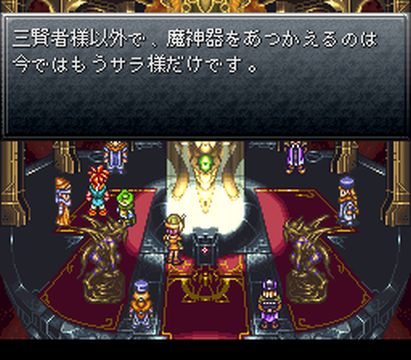 三賢者様以外で、魔神器をあつかえるのは
今ではもうサラ様だけです。